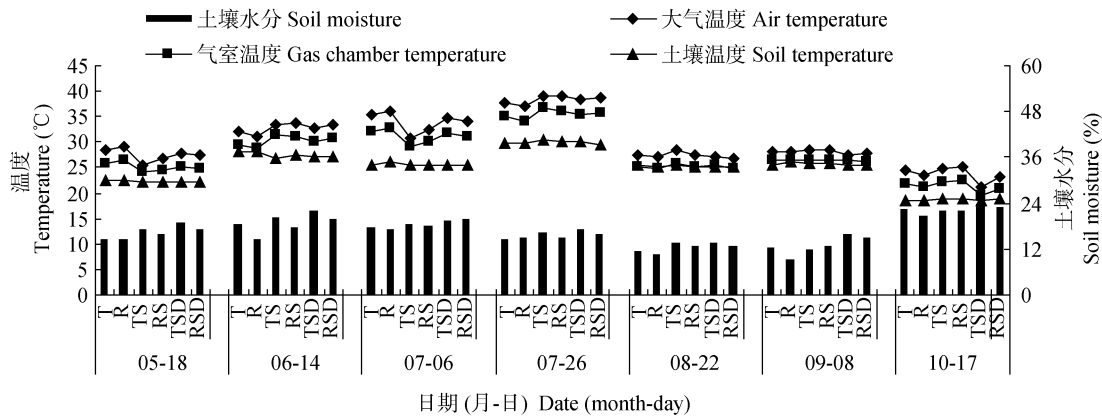 土壤水分 Soil moisture
大气温度 Air temperature
气室温度 Gas chamber temperature
土壤温度 Soil temperature
温度
Temperature (℃)
45
40
35
30
25
20
15
10
5
0
60
48
36
24
12
0
土壤水分
Soil moisture (%)
T R TS RS TSD RSD T R TS RS TSD RSD T R TS RS TSD RSD T R TS RS TSD RSD T R TS RS TSD RSD T R TS RS TSD RSD T R TS RS TSD RSD
05-18 06-14 07-06 07-26 08-22 09-08 10-17
日期 (月-日) Date (month-day)